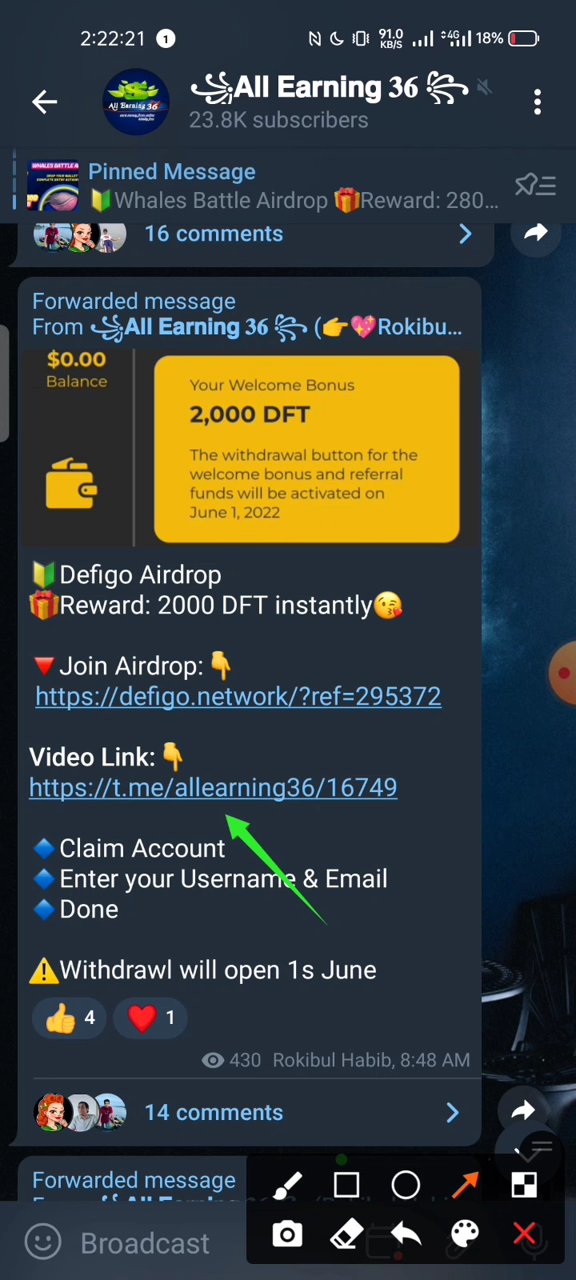 2:22:21 1 91.0 KB/S 4G 18%
꧁All Earning 36 ꧂
23.8K subscribers
All Earning 36
Pinned Message
🔰Whales Battle Airdrop 🎁Reward: 280...
16 comments
Forwarded message
From ꧁All Earning 36 ꧂ (👉💖Rokibu...
$0.00
Balance
Your Welcome Bonus
2,000 DFT
The withdrawal button for the
welcome bonus and referral
funds will be activated on
June 1, 2022
🔰Defigo Airdrop
🎁Reward: 2000 DFT instantly😘
🔻Join Airdrop: 👇
https://defigo.network/?ref=295372
Video Link: 👇
https://t.me/allearning36/16749
🔹Claim Account
🔹Enter your Username & Email
🔹Done
⚠️Withdrawl will open 1s June
👍 4 ❤️ 1
430 Rokibul Habib, 8:48 AM
14 comments
Forwarded message
Broadcast